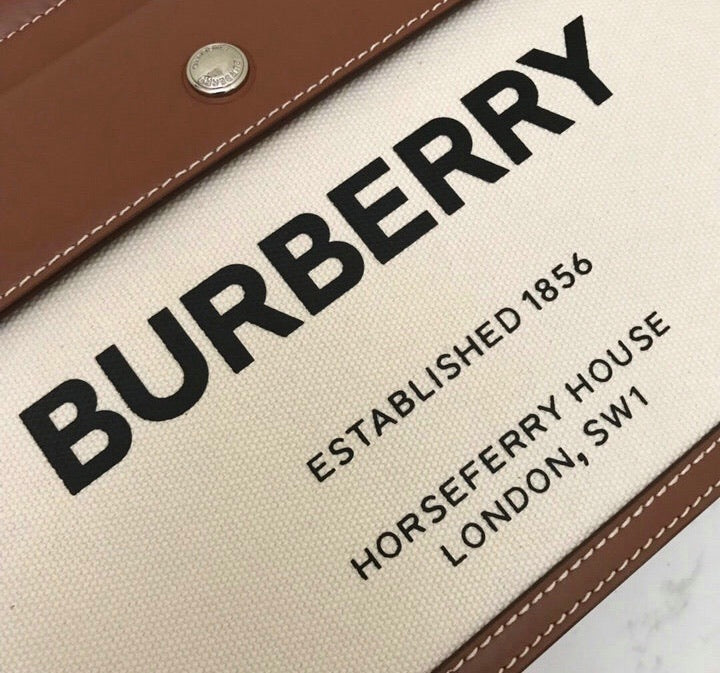 BURBERRY
ESTABLISHED 1856
HORSEFERRY HOUSE
LONDON, SW1